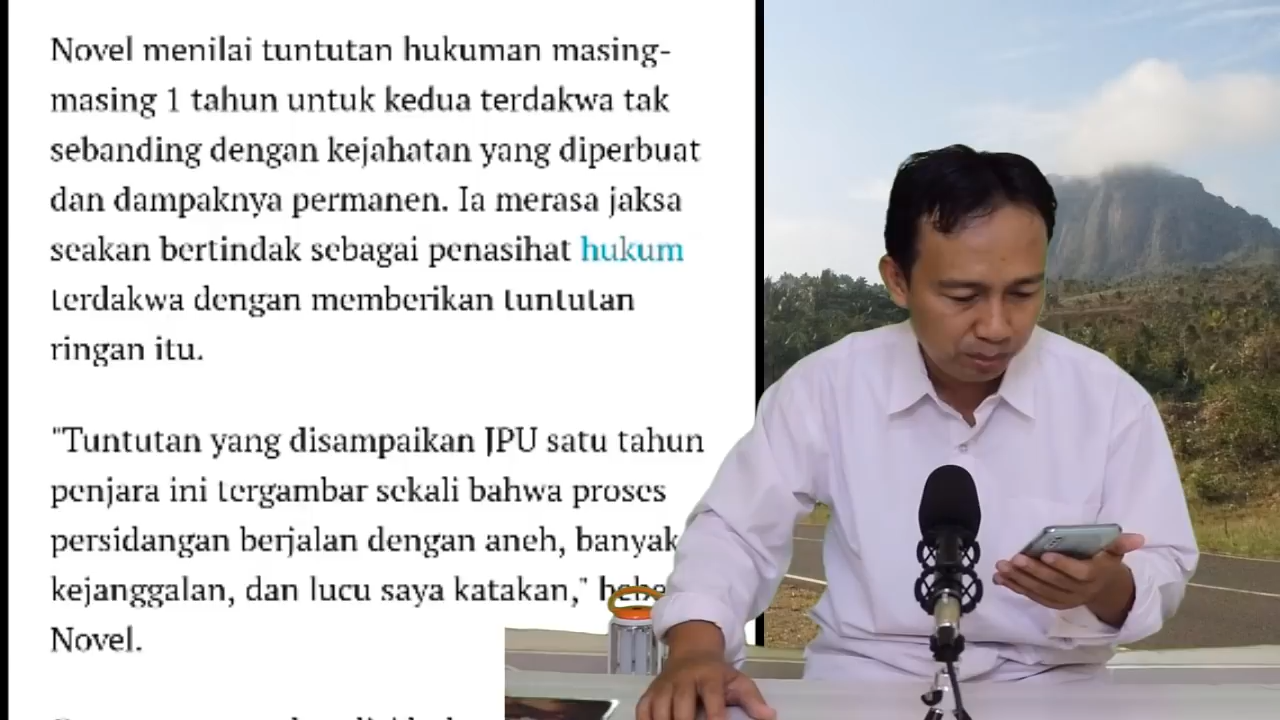 Novel menilai tuntutan hukuman masing-
masing 1 tahun untuk kedua terdakwa tak
sebanding dengan kejahatan yang diperbuat
dan dampaknya permanen. Ia merasa jaksa
seakan bertindak sebagai penasihat hukum
terdakwa dengan memberikan tuntutan
ringan itu.
"Tuntutan yang disampaikan JPU satu tahun
penjara ini tergambar sekali bahwa proses
persidangan berjalan dengan aneh, banyak
kejanggalan, dan lucu saya katakan,"
Novel.